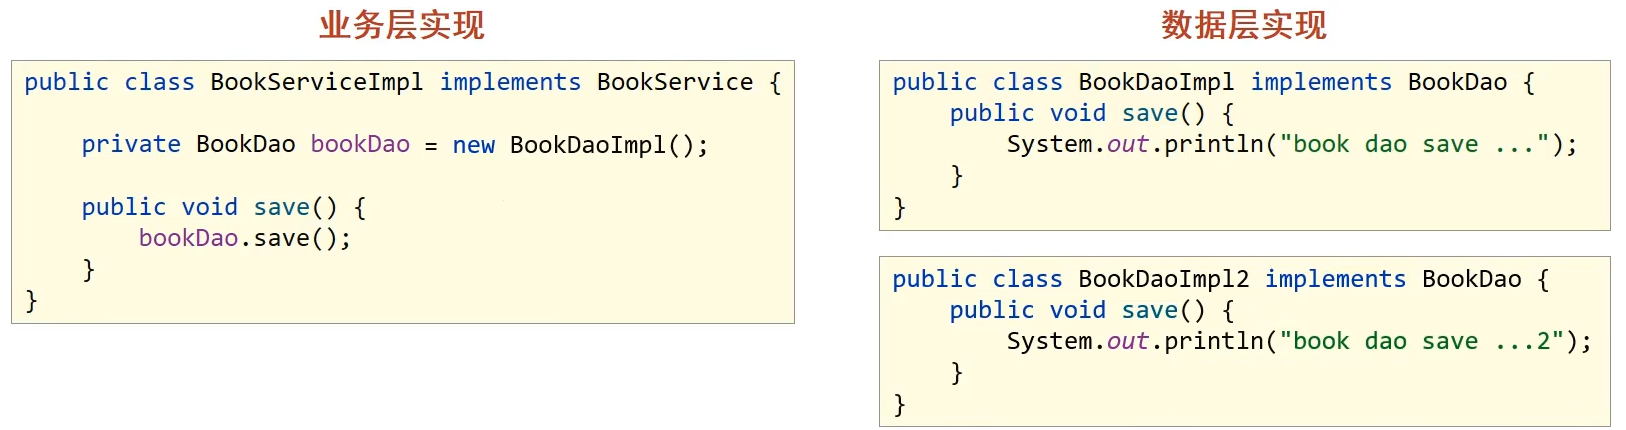 业务层实现
public class BookServiceImpl implements BookService {
private BookDao bookDao = new BookDaoImpl();
public void save() {
bookDao.save();
}
}
数据层实现
public class BookDaoImpl implements BookDao {
public void save() {
System.out.println("book dao save ...");
}
}
public class BookDaoImpl2 implements BookDao {
public void save() {
System.out.println("book dao save ...2");
}
}